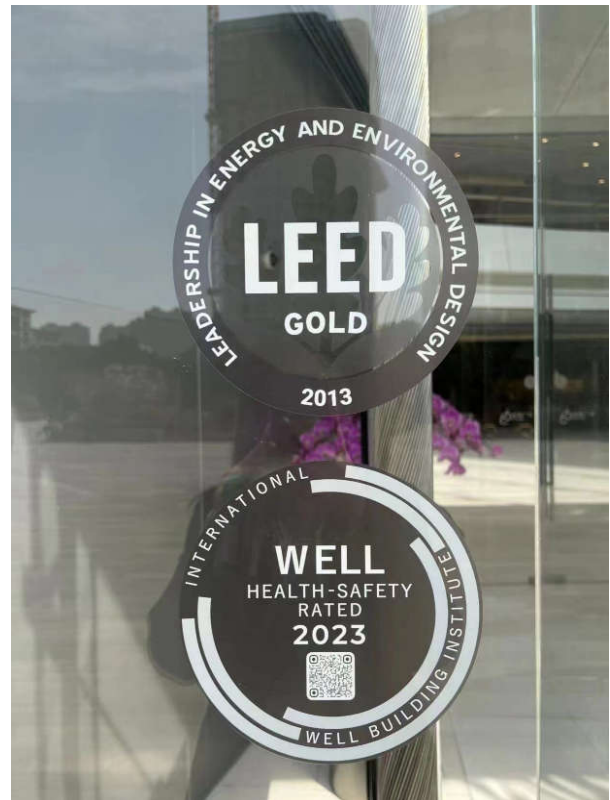 LEADERSHIP IN ENERGY AND ENVIRONMENTAL DESIGN
LEED
GOLD
2013
INTERNATIONAL
WELL
HEALTH-SAFETY
RATED
2023
WELL BUILDING INSTITUTE